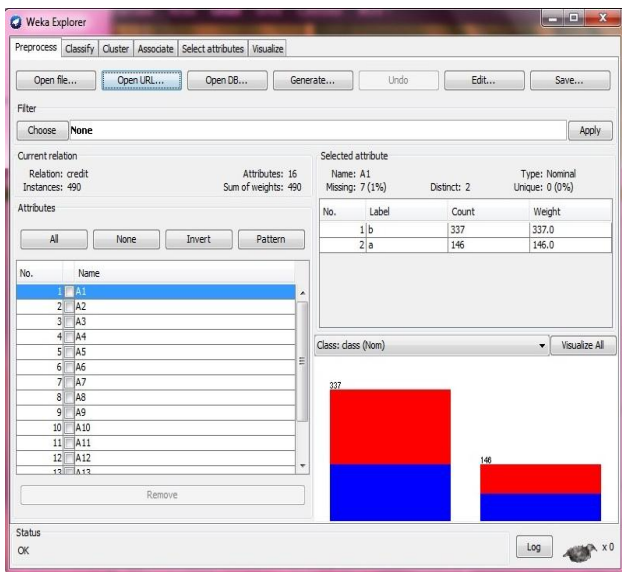 Weka Explorer
Preprocess Classify Cluster Associate Select attributes Visualize
Open file... Open URL... Open DB... Generate... Undo Edit... Save...
Filter
Choose None Apply
Current relation
Relation: credit Attributes: 16
Instances: 490 Sum of weights: 490
Attributes
All None Invert Pattern
No. Name
1 A1
2 A2
3 A3
4 A4
5 A5
6 A6
7 A7
8 A8
9 A9
10 A10
11 A11
12 A12
13 A13
Remove
Selected attribute
Name: A1 Type: Nominal
Missing: 7 (1%) Distinct: 2 Unique: 0 (0%)
No. Label Count Weight
1 b 337 337.0
2 a 146 146.0
Class: class (Nom) Visualize All
337
146
Status
OK
Log x 0